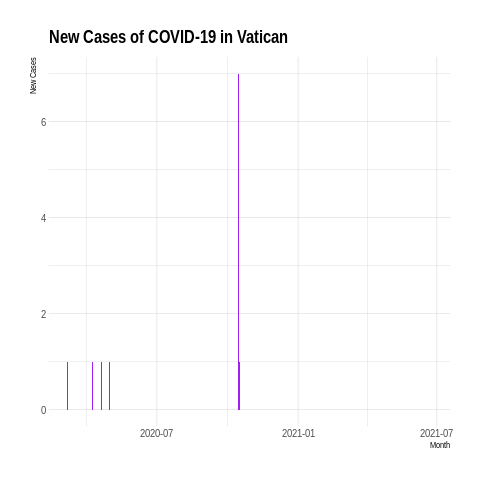 New Cases of COVID-19 in Vatican
New Cases
6
4
2
0
2020-07
2021-01
2021-07
Month